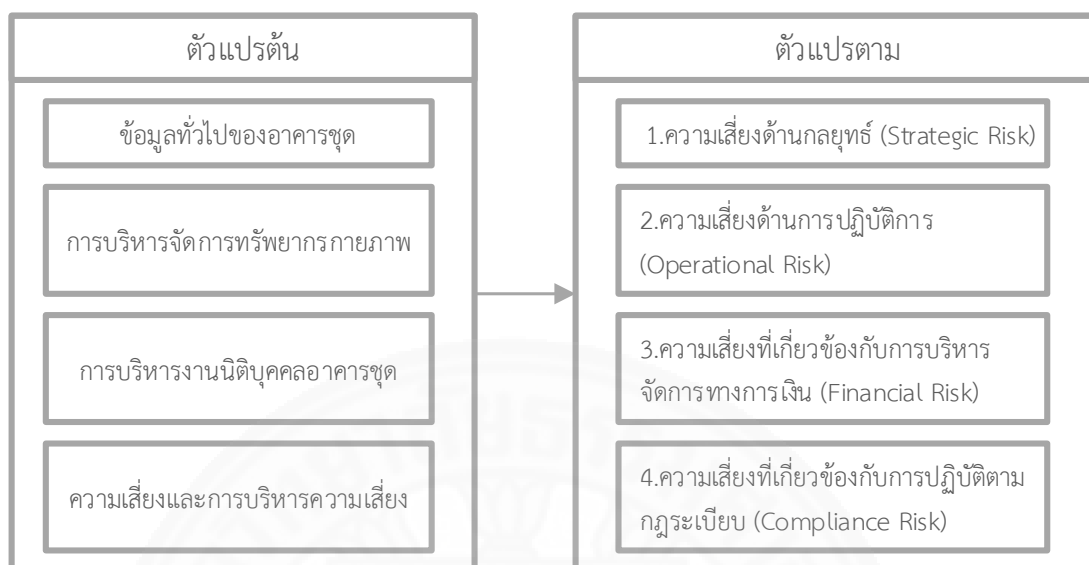 ตัวแปรต้น
ข้อมูลทั่วไปของอาคารชุด
การบริหารจัดการทรัพยากรกายภาพ
การบริหารงานนิติบุคคลอาคารชุด
ความเสี่ยงและการบริหารความเสี่ยง
ตัวแปรตาม
1.ความเสี่ยงด้านกลยุทธ์ (Strategic Risk)
2.ความเสี่ยงด้านการปฏิบัติการ
(Operational Risk)
3.ความเสี่ยงที่เกี่ยวข้องกับการบริหาร
จัดการทางการเงิน (Financial Risk)
4.ความเสี่ยงที่เกี่ยวข้องกับการปฏิบัติตาม
กฎระเบียบ (Compliance Risk)